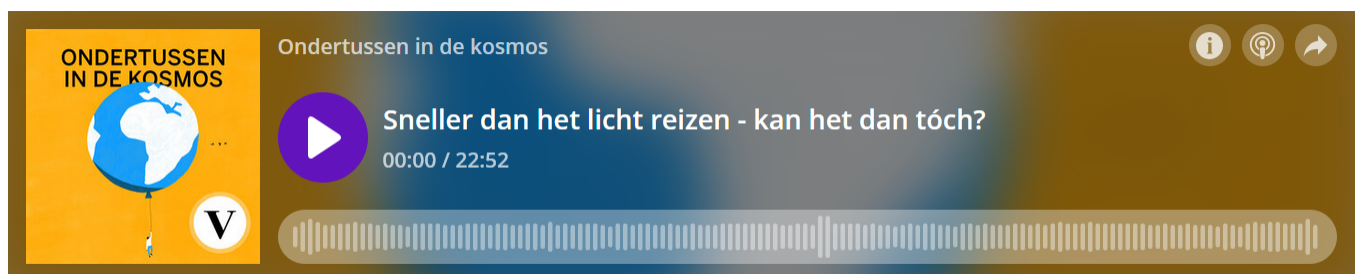 ONDERTUSSEN
IN DE KOSMOS
V
Ondertussen in de kosmos
i
Sneller dan het licht reizen - kan het dan tóch?
00:00 / 22:52